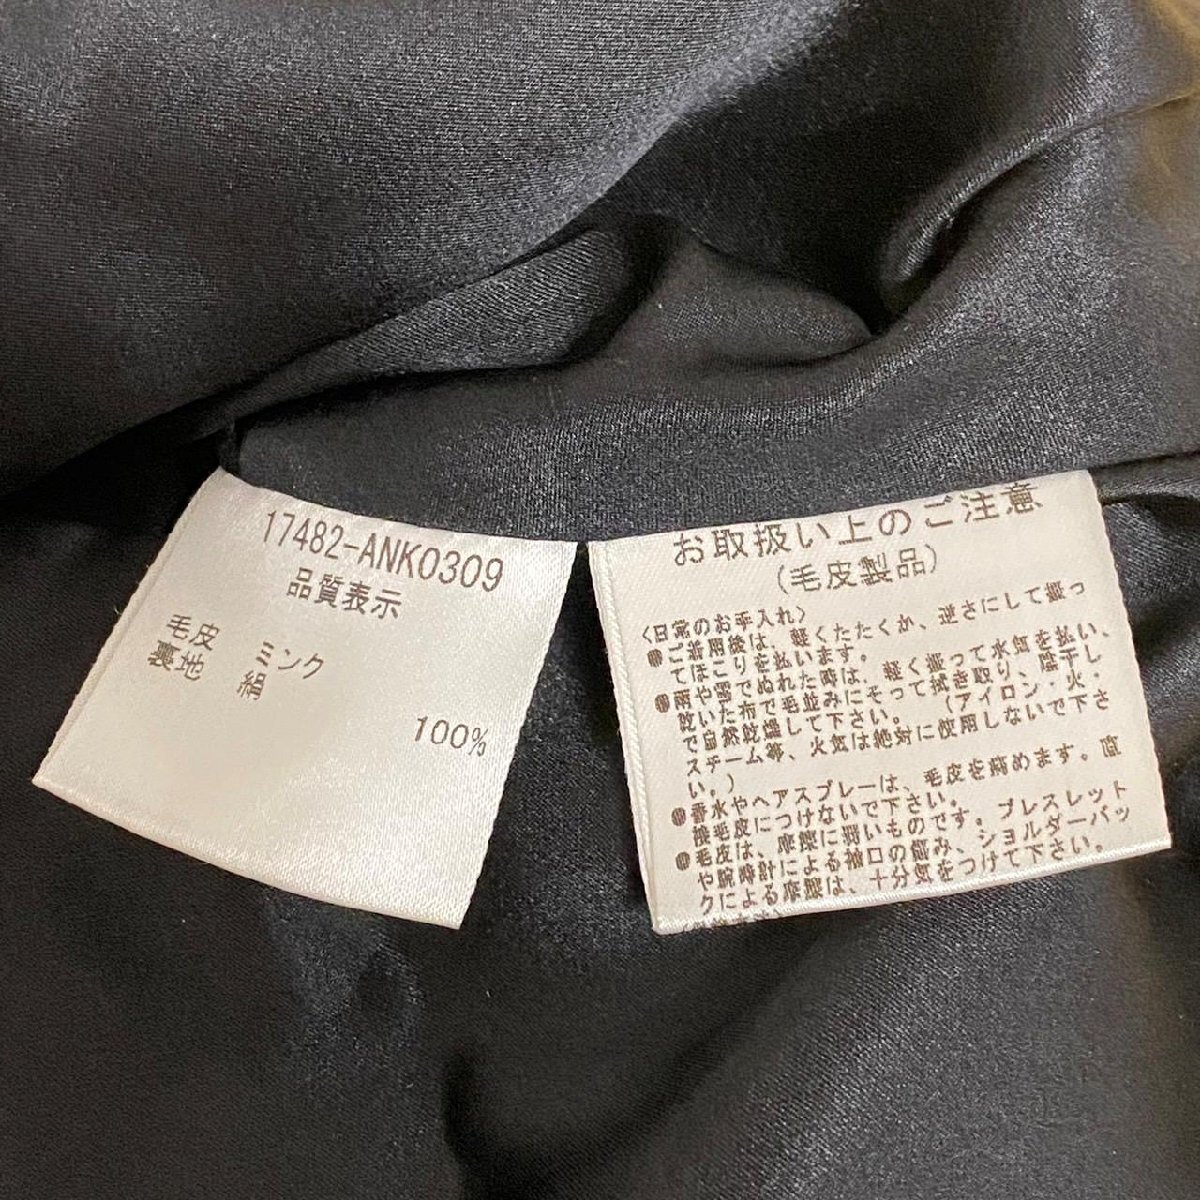 17482-ANK0309
品質表示
毛皮 ミンク
裏地 絹 100%
お取扱い上のご注意
(毛皮製品)
〈日常のお手入れ〉
●ご着用後は、軽くたたくか、逆さにして振っ
てほこりを払います。
●雨や雪でぬれた時は、軽く振って水気を払い、
乾いた布で毛並みにそって拭き取り、陰干し
で自然乾燥して下さい。 (アイロン・火・
スチーム等、火気は絶対に使用しないで下さ
い。)
●香水やヘアスプレーは、毛皮を痛めます。直
接毛皮につけないで下さい。
●毛皮は、摩擦に弱いものです。ブレスレット
や腕時計による袖口の傷み、ショルダーバッ
クによる摩擦は、十分気をつけて下さい。